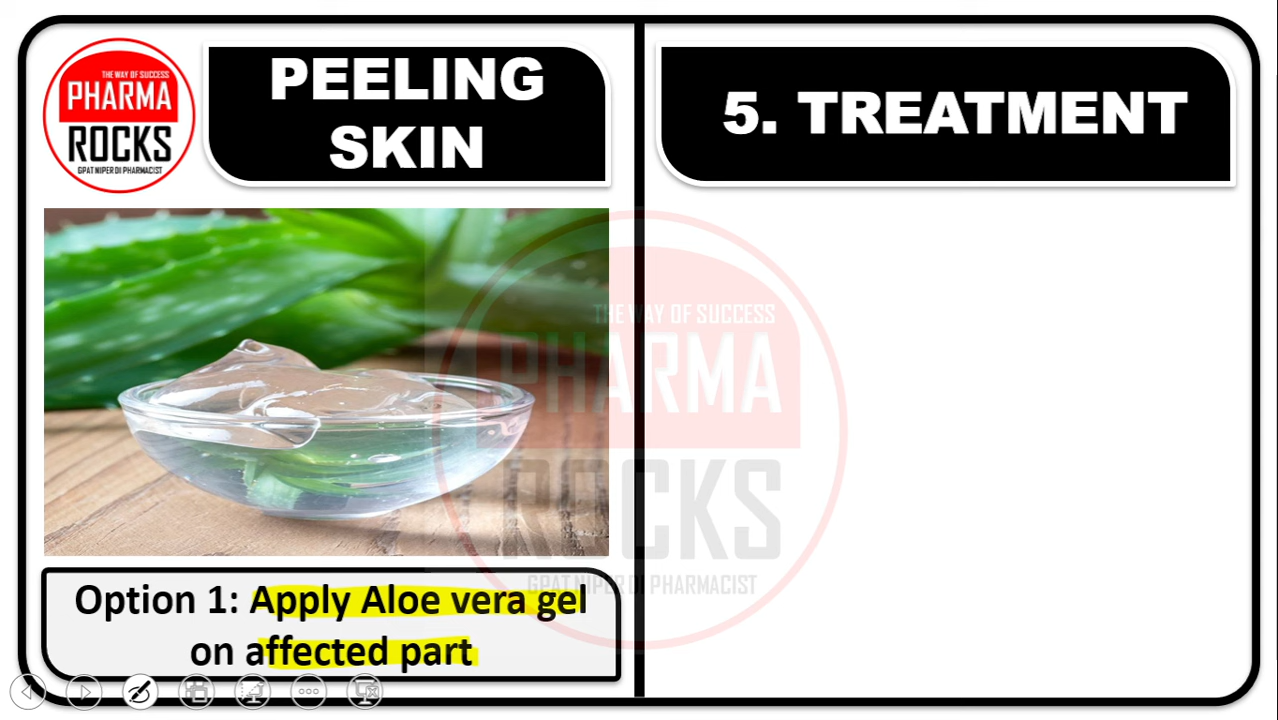 THE WAY OF SUCCESS
PHARMA
ROCKS
GPAT NIPER DI PHARMACIST
PEELING
SKIN
5. TREATMENT
THE WAY OF SUCCESS
PHARMA
ROCKS
GPAT NIPER DI PHARMACIST
Option 1: Apply Aloe vera gel
on affected part